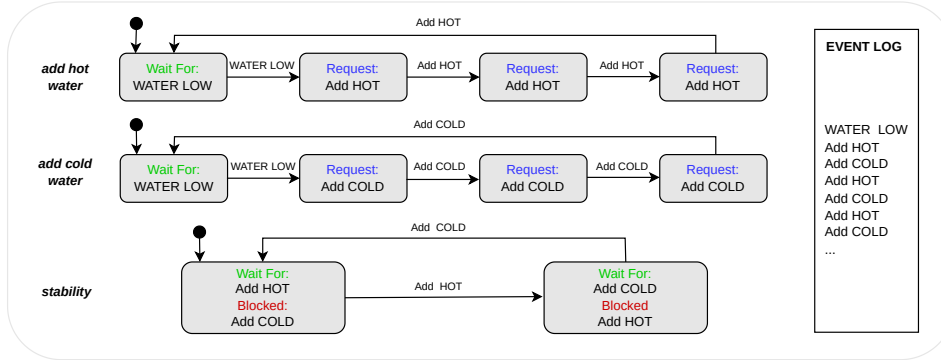 Add HOT
add hot
water
Wait For:
WATER LOW
WATER LOW
Request:
Add HOT
Add HOT
Request:
Add HOT
Add HOT
Request:
Add HOT
Add COLD
add cold
water
Wait For:
WATER LOW
WATER LOW
Request:
Add COLD
Add COLD
Request:
Add COLD
Add COLD
Request:
Add COLD
Add COLD
stability
Wait For:
Add HOT
Blocked:
Add COLD
Add HOT
Wait For:
Add COLD
Blocked
Add HOT
EVENT LOG
WATER LOW
Add HOT
Add COLD
Add HOT
Add COLD
Add HOT
Add COLD
...